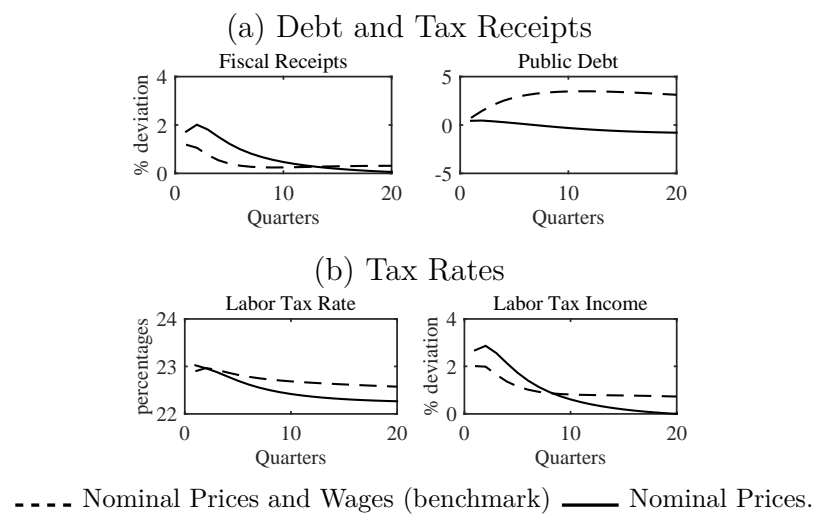 (a) Debt and Tax Receipts
Fiscal Receipts
Public Debt
% deviation
4
2
0
0
10
20
Quarters
5
0
-5
0
10
20
Quarters
(b) Tax Rates
Labor Tax Rate
Labor Tax Income
percentages
24
23
22
0
10
20
Quarters
% deviation
4
2
0
0
10
20
Quarters
Nominal Prices and Wages (benchmark) Nominal Prices.